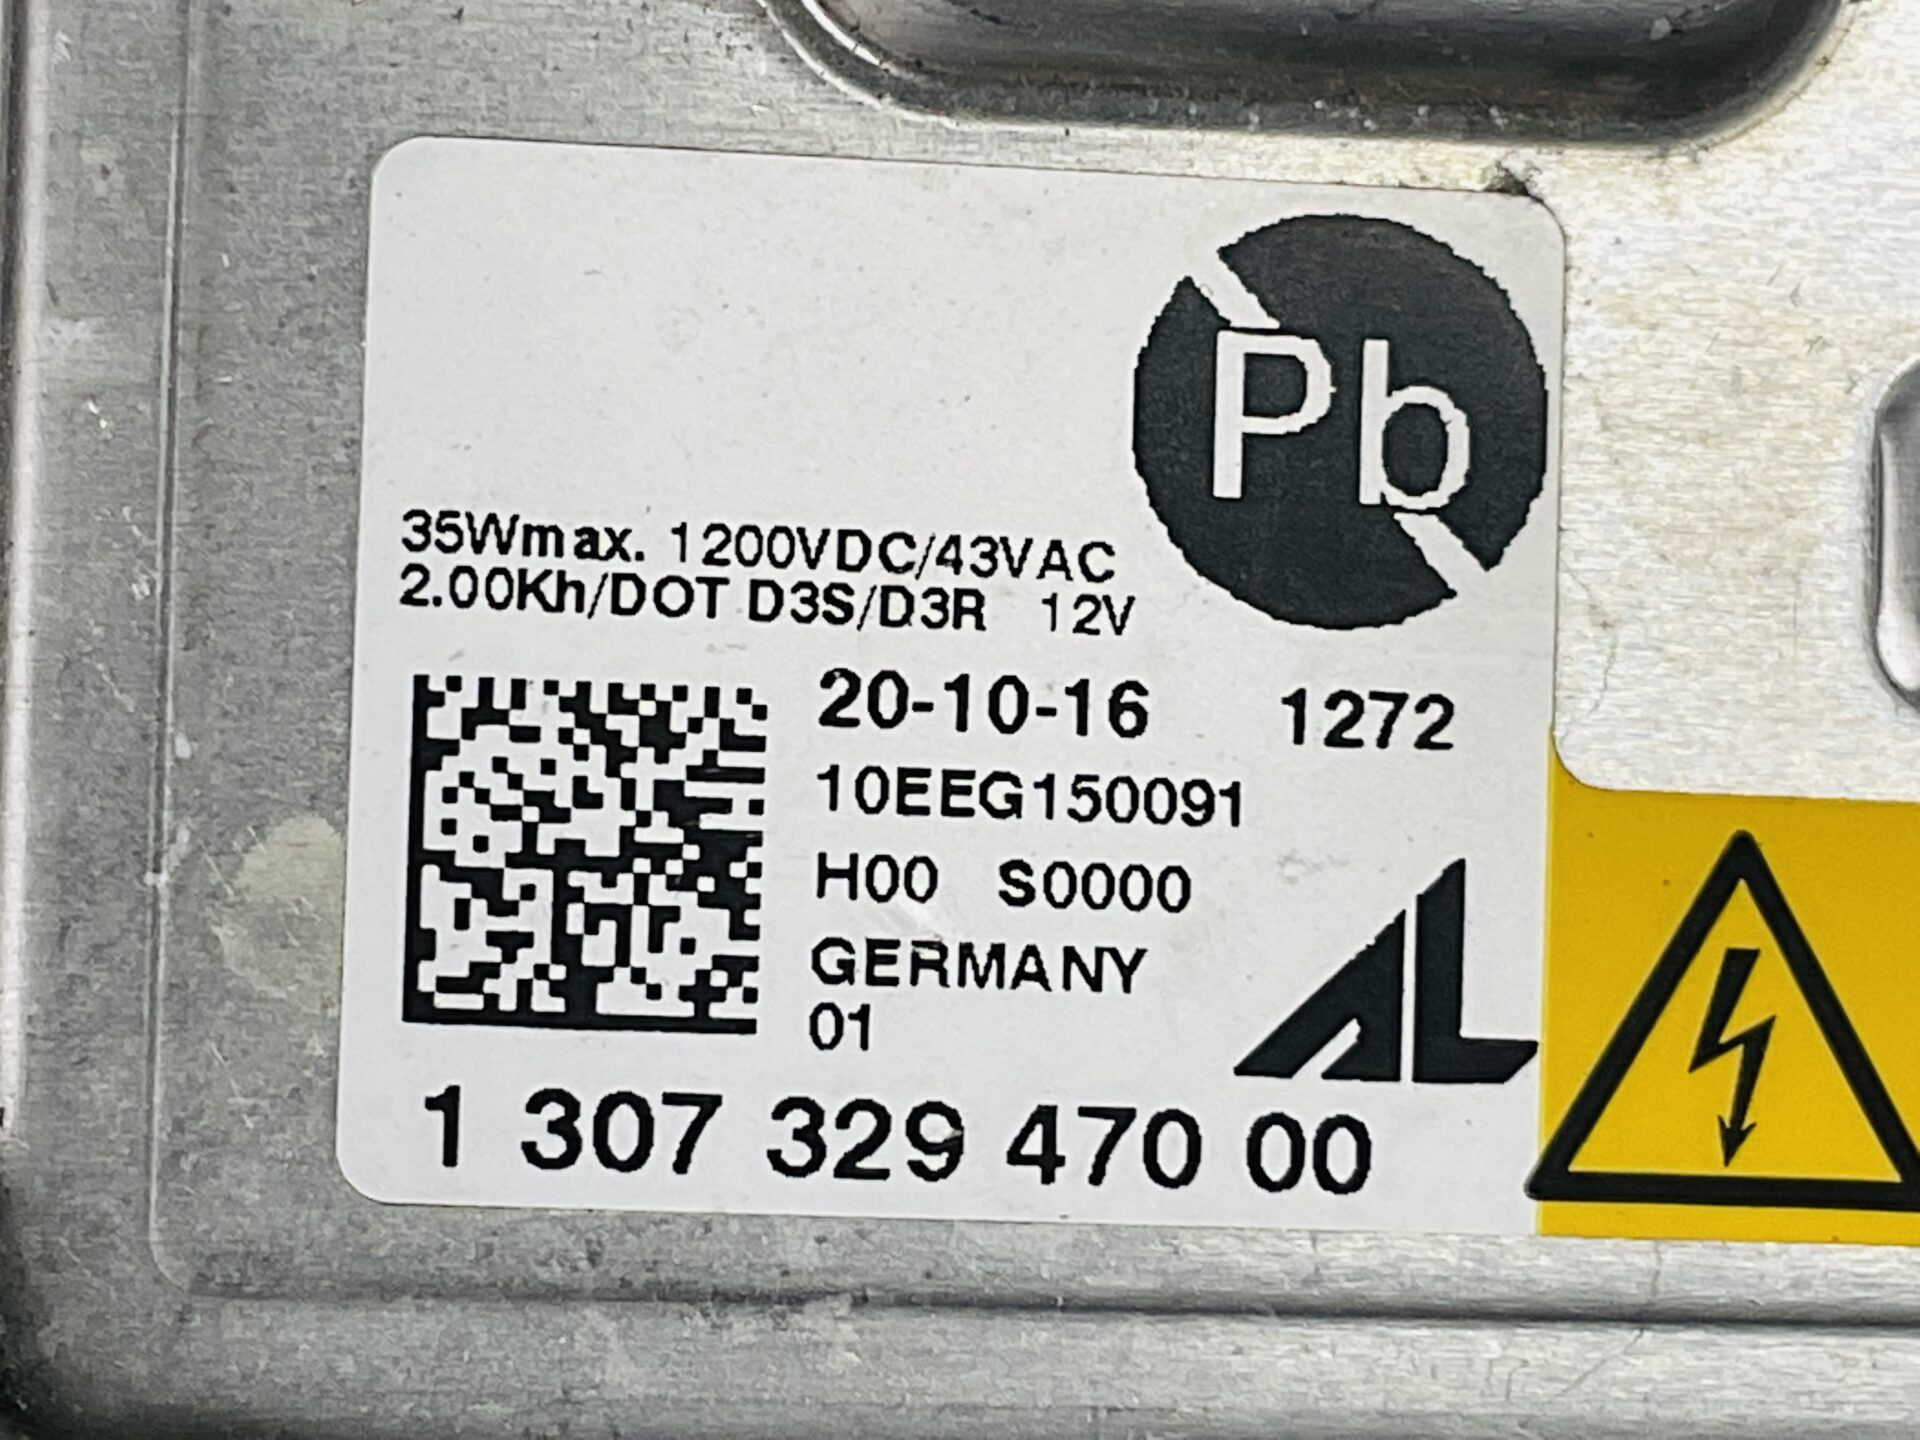 Pb
35Wmax. 1200VDC/43VAC
2.00Kh/DOT D3S/D3R 12V
20-10-16 1272
10EEG150091
H00 S0000
GERMANY
01
AL
1 307 329 470 00